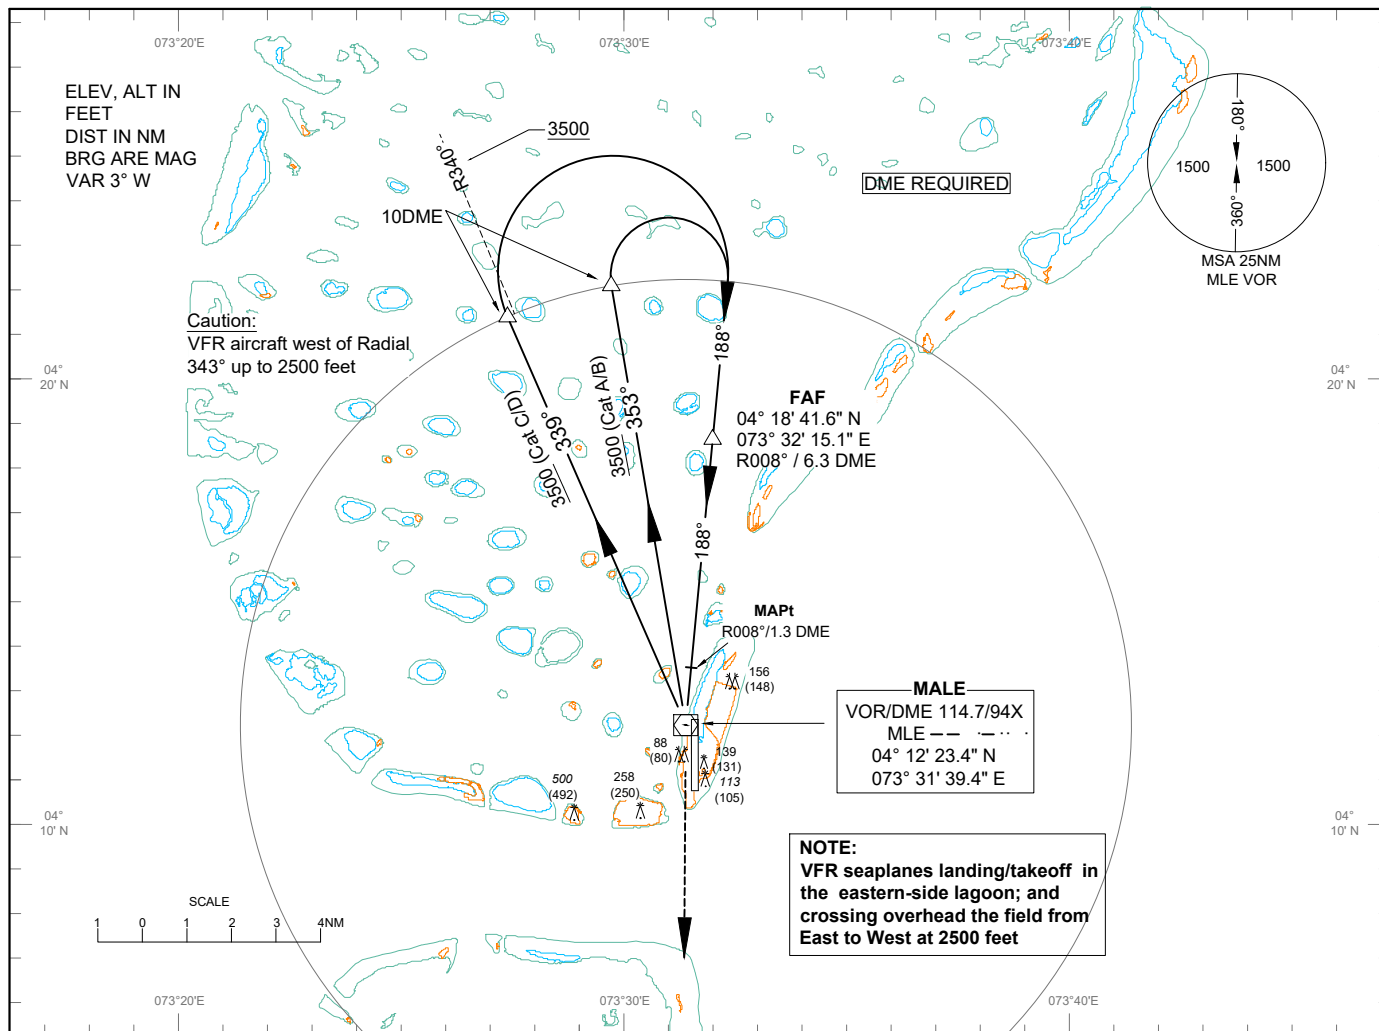 073°20'E
073°30'E
073°40'E
ELEV, ALT IN
FEET
DIST IN NM
BRG ARE MAG
VAR 3° W
3500
R340°
10DME
DME REQUIRED
180°
1500
1500
360°
MSA 25NM
MLE VOR
Caution:
VFR aircraft west of Radial
343° up to 2500 feet
04°
20' N
04°
20' N
188°
3500 (Cat C/D)
339°
3500 (Cat A/B)
353°
FAF
04° 18' 41.6" N
073° 32' 15.1" E
R008° / 6.3 DME
188°
MAPt
R008°/1.3 DME
156
(148)
MALE
VOR/DME 114.7/94X
MLE
04° 12' 23.4" N
073° 31' 39.4" E
88
(80)
139
(131)
113
(105)
500
(492)
258
(250)
04°
10' N
04°
10' N
NOTE:
VFR seaplanes landing/takeoff in
the eastern-side lagoon; and
crossing overhead the field from
East to West at 2500 feet
SCALE
1 0 1 2 3 4NM
073°20'E
073°30'E
073°40'E